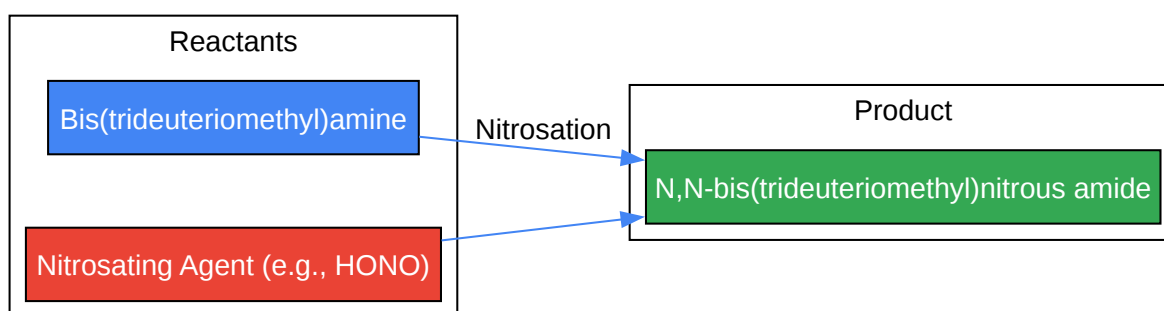 Reactants
Bis(trideuteriomethyl)amine
Nitrosating Agent (e.g., HONO)
Nitrosation
Product
N,N-bis(trideuteriomethyl)nitrous amide